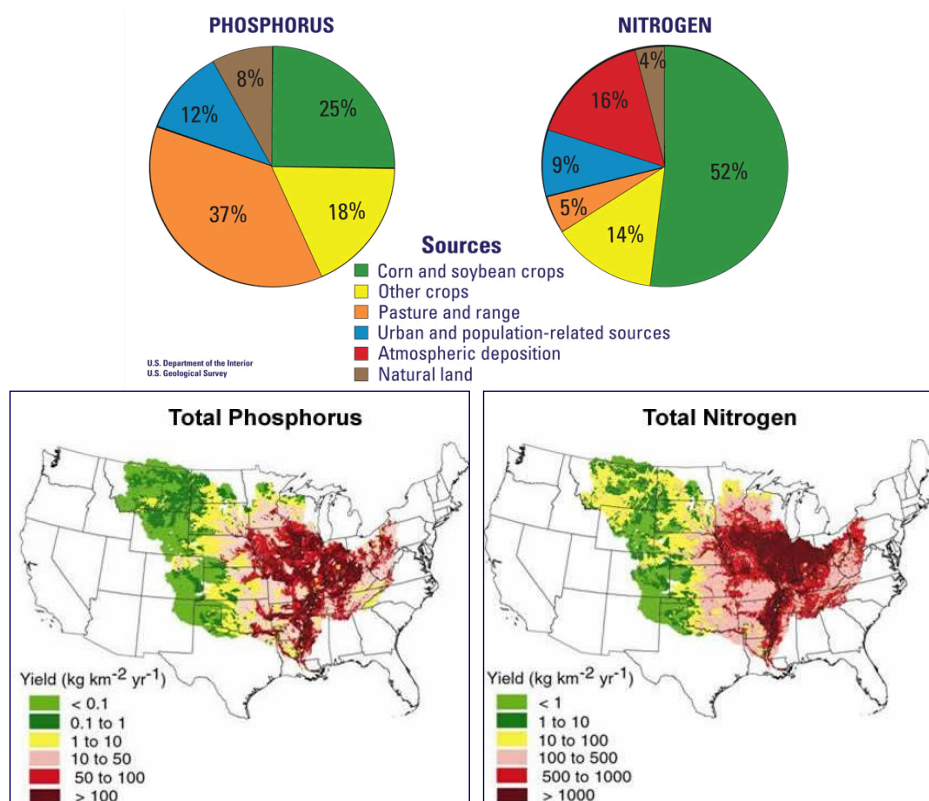 PHOSPHORUS
8%
25%
12%
37%
18%
NITROGEN
4%
16%
9%
52%
5%
14%
Sources
Corn and soybean crops
Other crops
Pasture and range
Urban and population-related sources
Atmospheric deposition
Natural land
U.S. Department of the Interior
U.S. Geological Survey
Total Phosphorus
Yield (kg km⁻² yr⁻¹)
< 0.1
0.1 to 1
1 to 10
10 to 50
50 to 100
> 100
Total Nitrogen
Yield (kg km⁻² yr⁻¹)
< 1
1 to 10
10 to 100
100 to 500
500 to 1000
> 1000